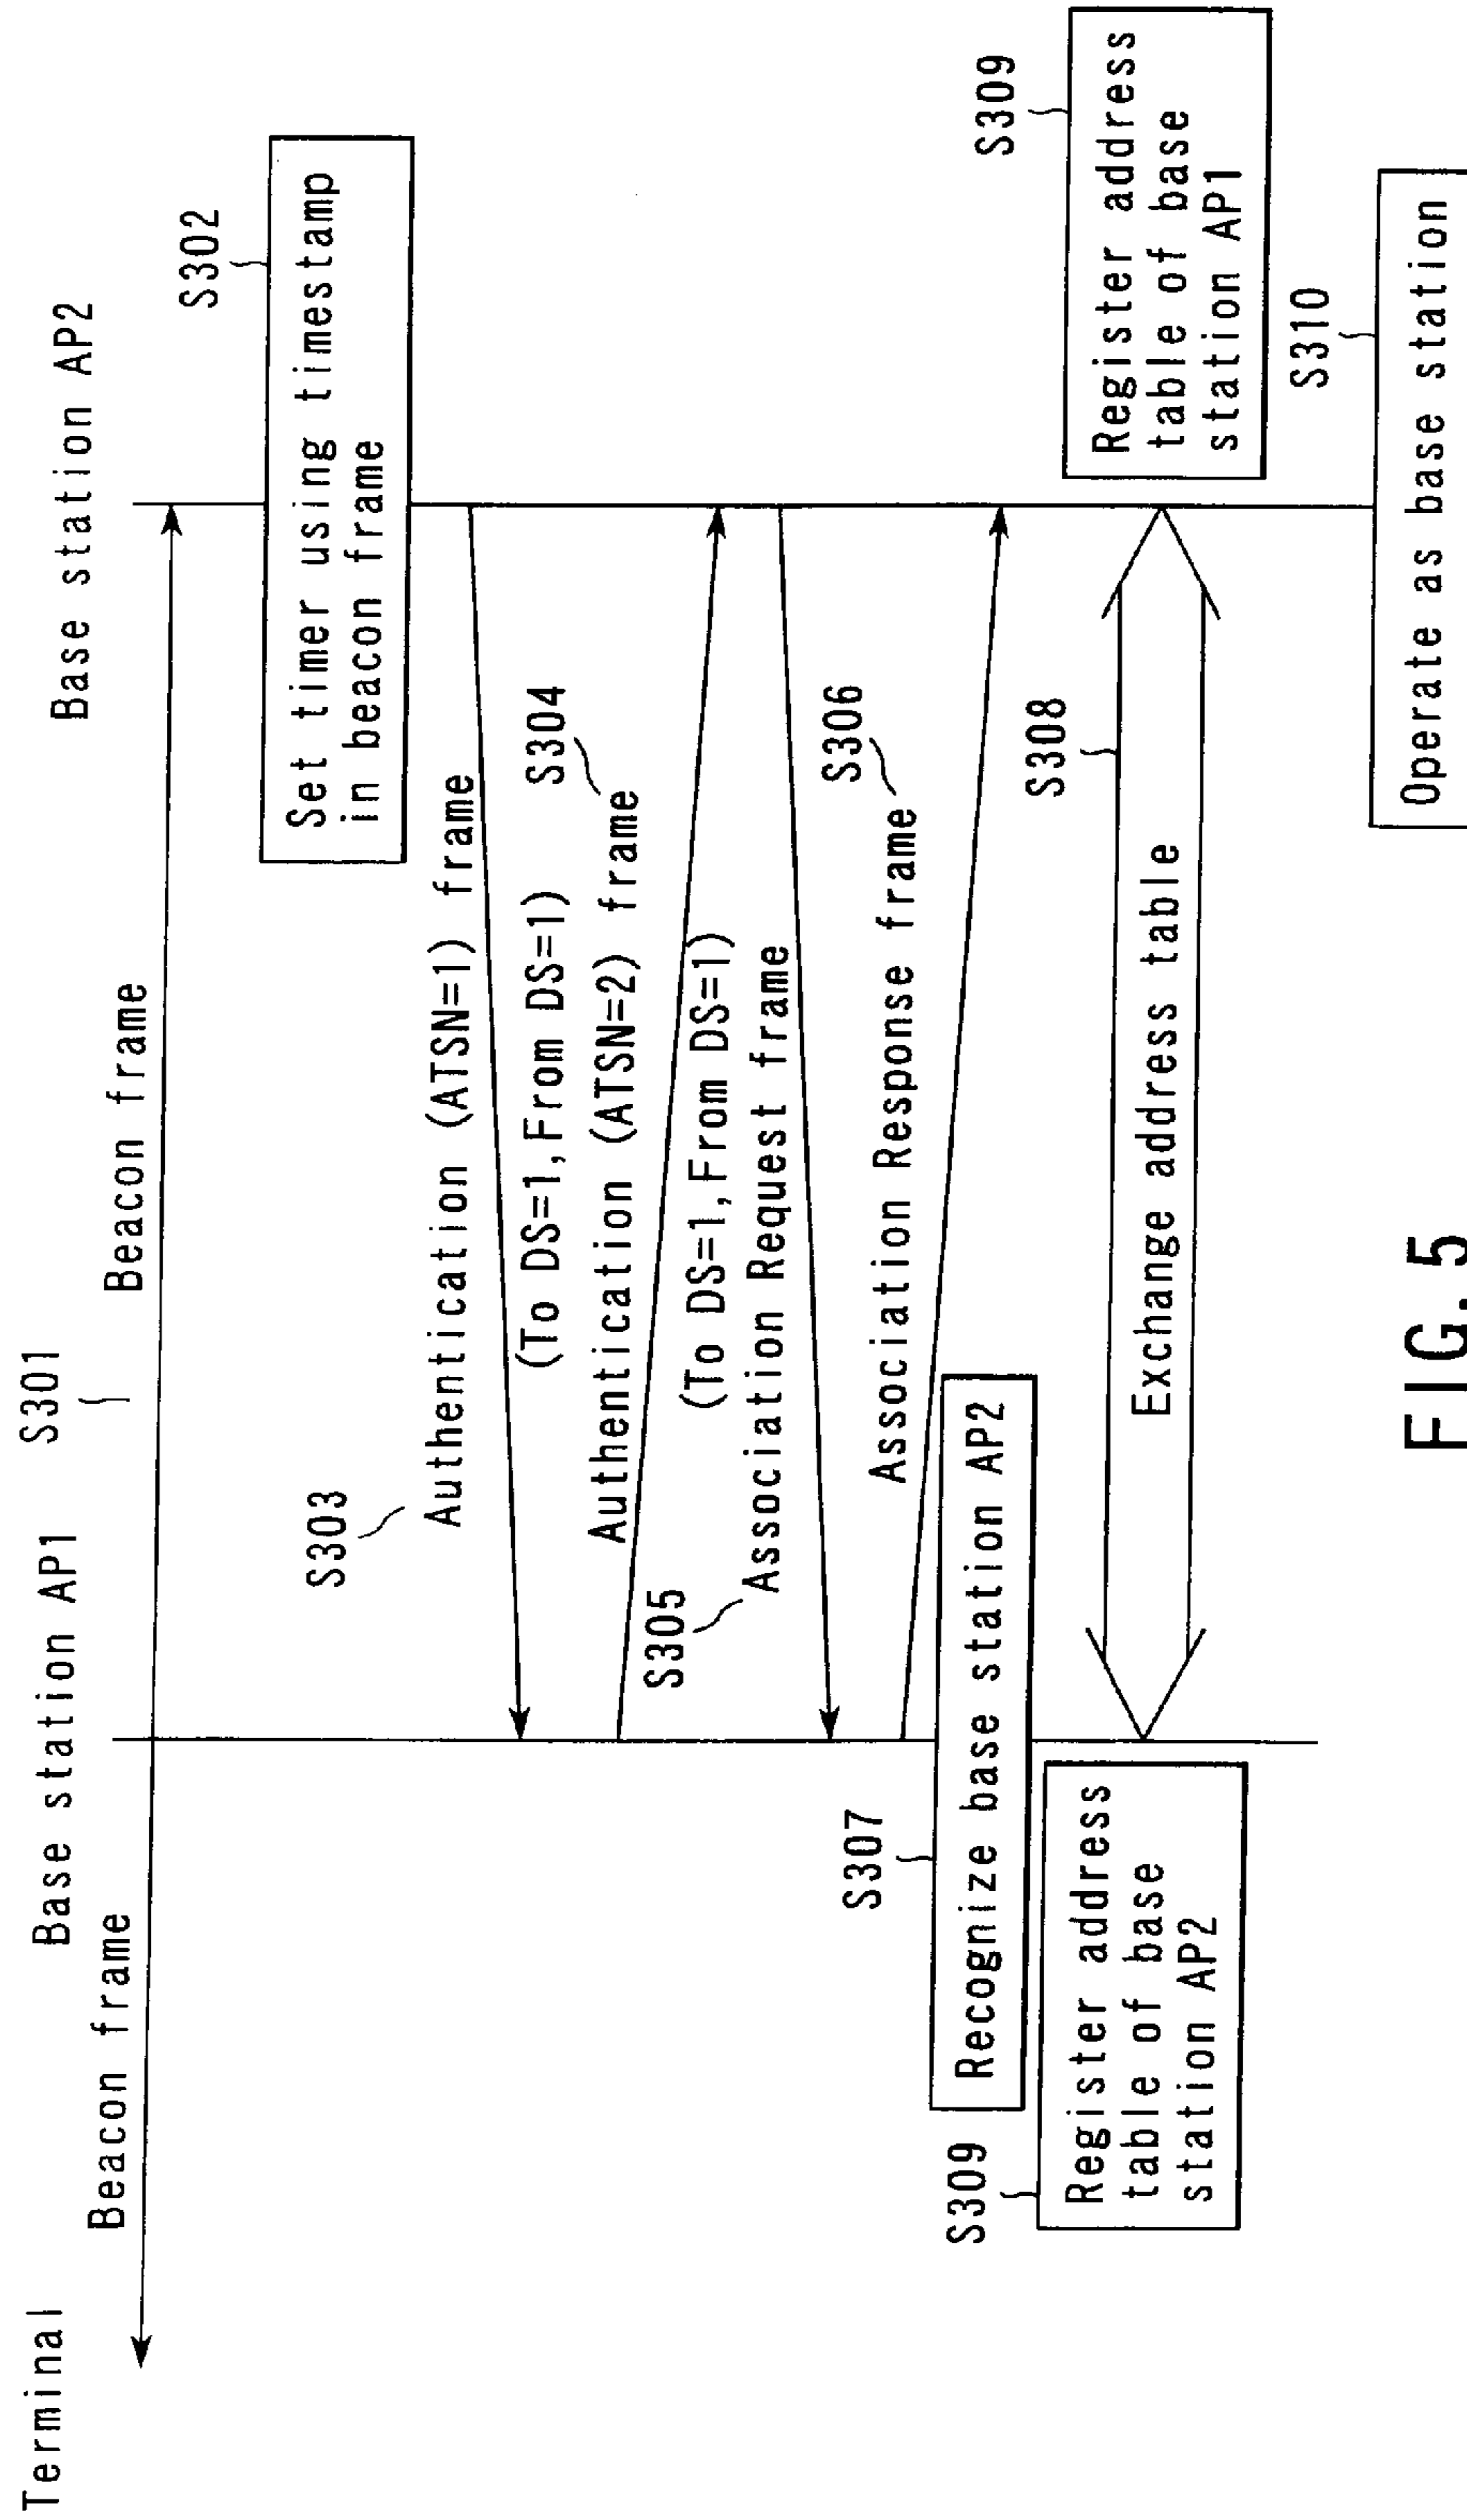 Terminal
Base station AP1
S301
Base station AP2
Beacon frame
Beacon frame
S302
Set timer using timestamp
in beacon frame
S303
Authentication (ATSN=1) frame
(To DS=1,From DS=1)
S304
Authentication (ATSN=2) frame
(To DS=1,From DS=1)
S305
Association Request frame
S306
Association Response frame
S307
Recognize base station AP2
S308
Exchange address table
S309
Register address
table of base
station AP2
S309
Register address
table of base
station AP1
S310
Operate as base station
FIG. 5